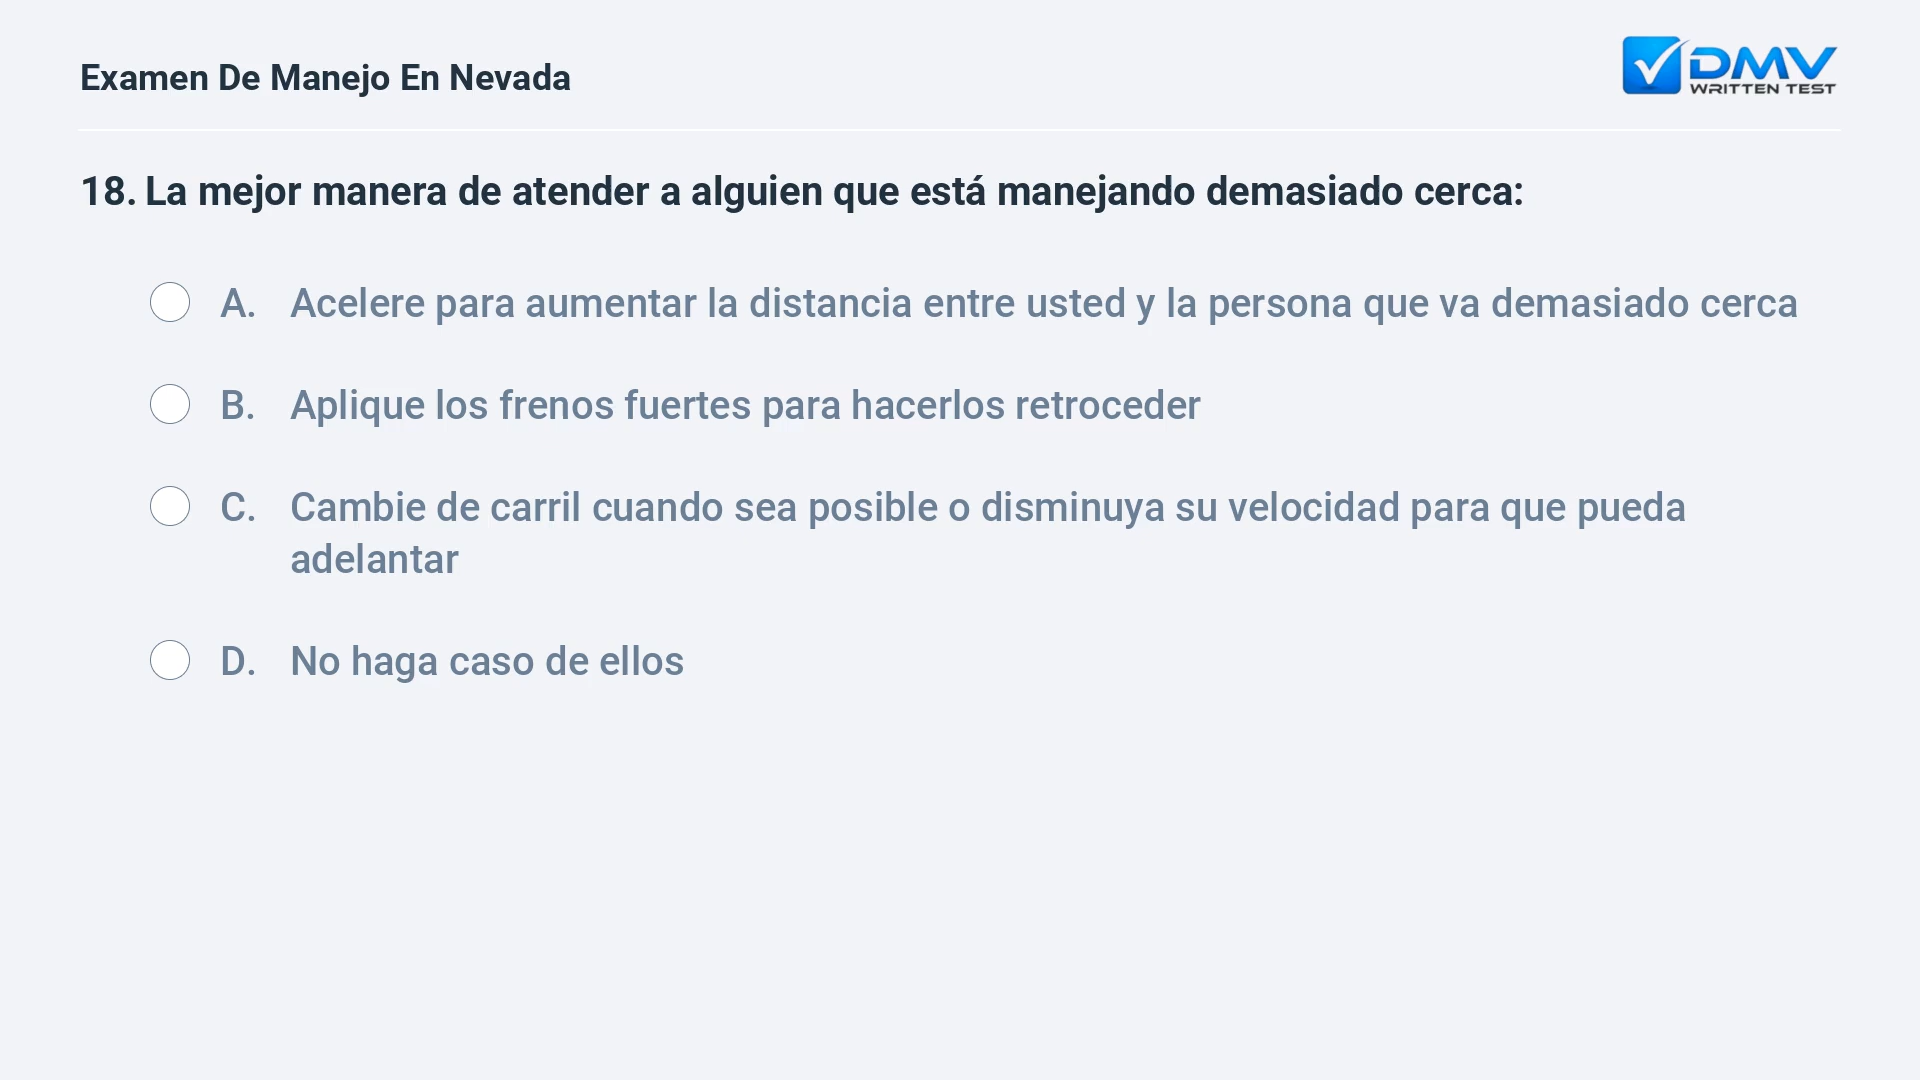 Examen De Manejo En Nevada
DMV
WRITTEN TEST
18. La mejor manera de atender a alguien que está manejando demasiado cerca:
A. Acelere para aumentar la distancia entre usted y la persona que va demasiado cerca
B. Aplique los frenos fuertes para hacerlos retroceder
C. Cambie de carril cuando sea posible o disminuya su velocidad para que pueda
adelantar
D. No haga caso de ellos